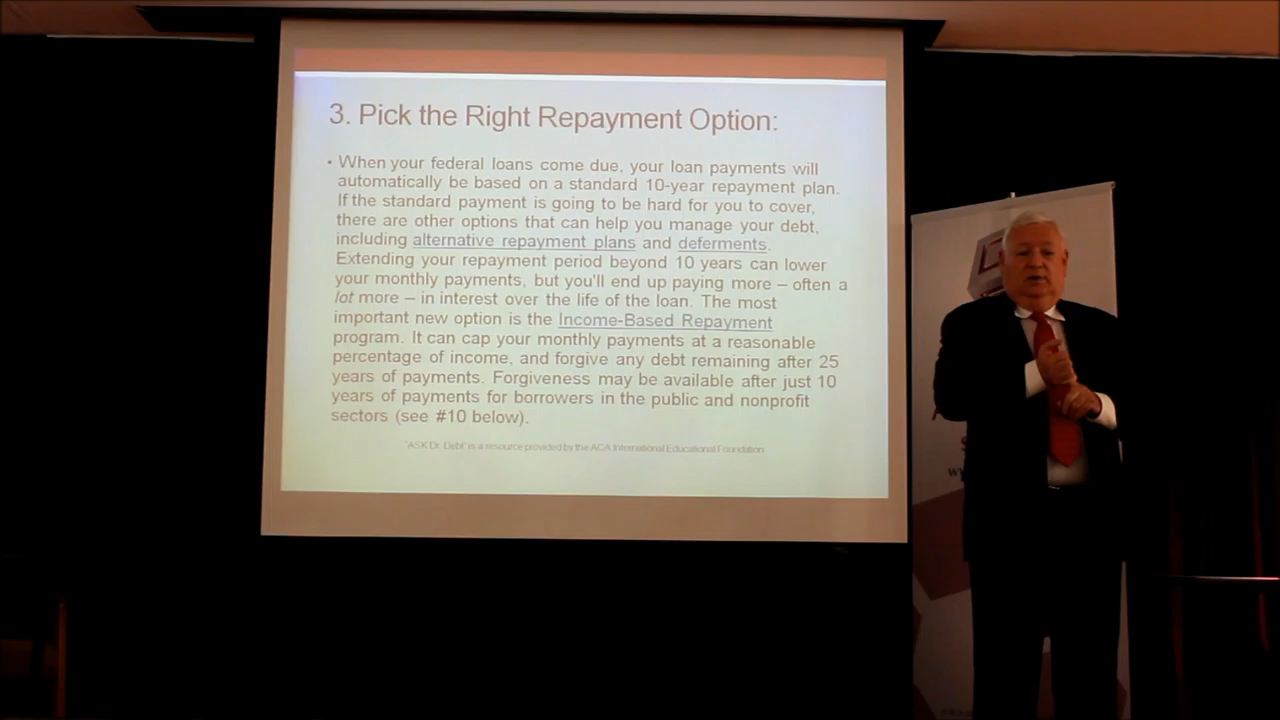 3. Pick the Right Repayment Option:
• When your federal loans come due, your loan payments will
automatically be based on a standard 10-year repayment plan.
If the standard payment is going to be hard for you to cover,
there are other options that can help you manage your debt,
including alternative repayment plans and deferments.
Extending your repayment period beyond 10 years can lower
your monthly payments, but you'll end up paying more – often a
lot more – in interest over the life of the loan. The most
important new option is the Income-Based Repayment
program. It can cap your monthly payments at a reasonable
percentage of income, and forgive any debt remaining after 25
years of payments. Forgiveness may be available after just 10
years of payments for borrowers in the public and nonprofit
sectors (see #10 below).
"ASK Dr. Debt" is a resource provided by the ACA International Educational Foundation